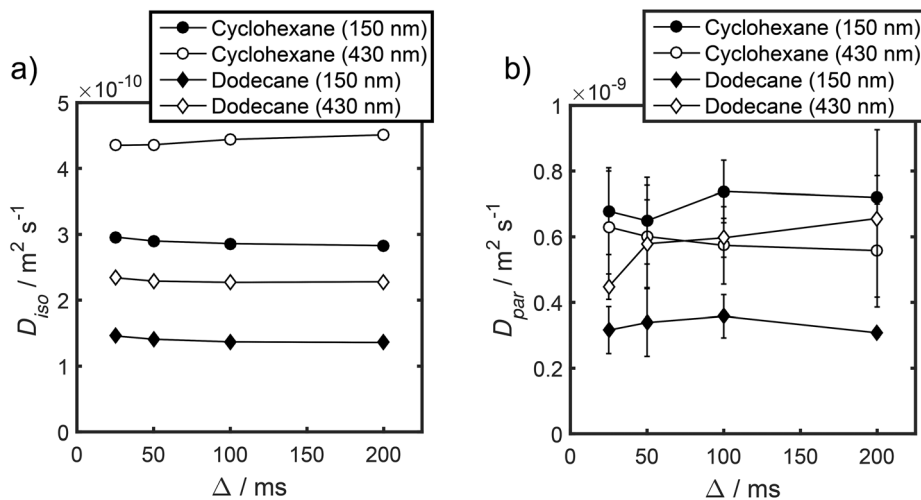 a)
Cyclohexane (150 nm)
Cyclohexane (430 nm)
Dodecane (150 nm)
Dodecane (430 nm)
×10⁻¹⁰
5
4
3
2
1
0
D_iso / m² s⁻¹
0 50 100 150 200
Δ / ms
b)
Cyclohexane (150 nm)
Cyclohexane (430 nm)
Dodecane (150 nm)
Dodecane (430 nm)
×10⁻⁹
1
0.8
0.6
0.4
0.2
0
D_par / m² s⁻¹
0 50 100 150 200
Δ / ms